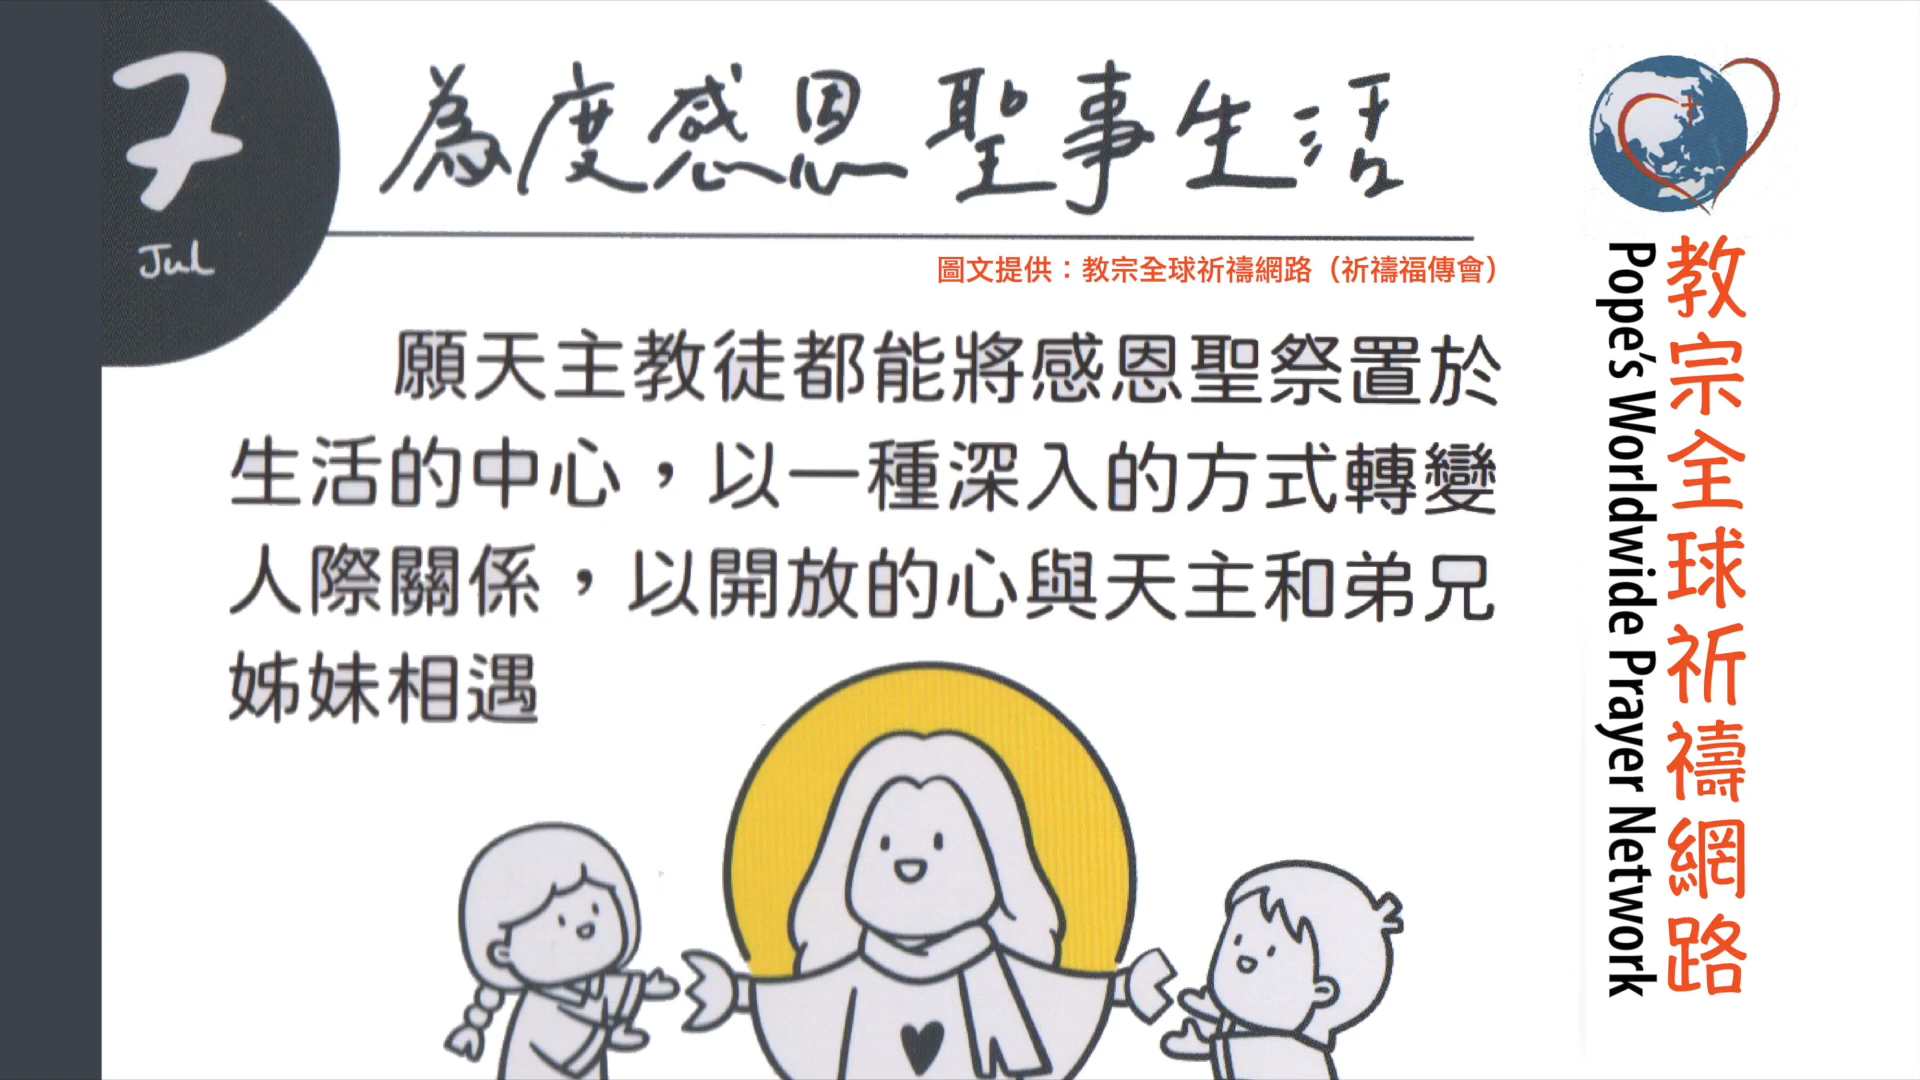 7
Jul
為度感恩聖事生活
圖文提供：教宗全球祈禱網路（祈禱福傳會）
願天主教徒都能將感恩聖祭置於
生活的中心，以一種深入的方式轉變
人際關係，以開放的心與天主和弟兄
姊妹相遇
教宗全球祈禱網路
Pope's Worldwide Prayer Network